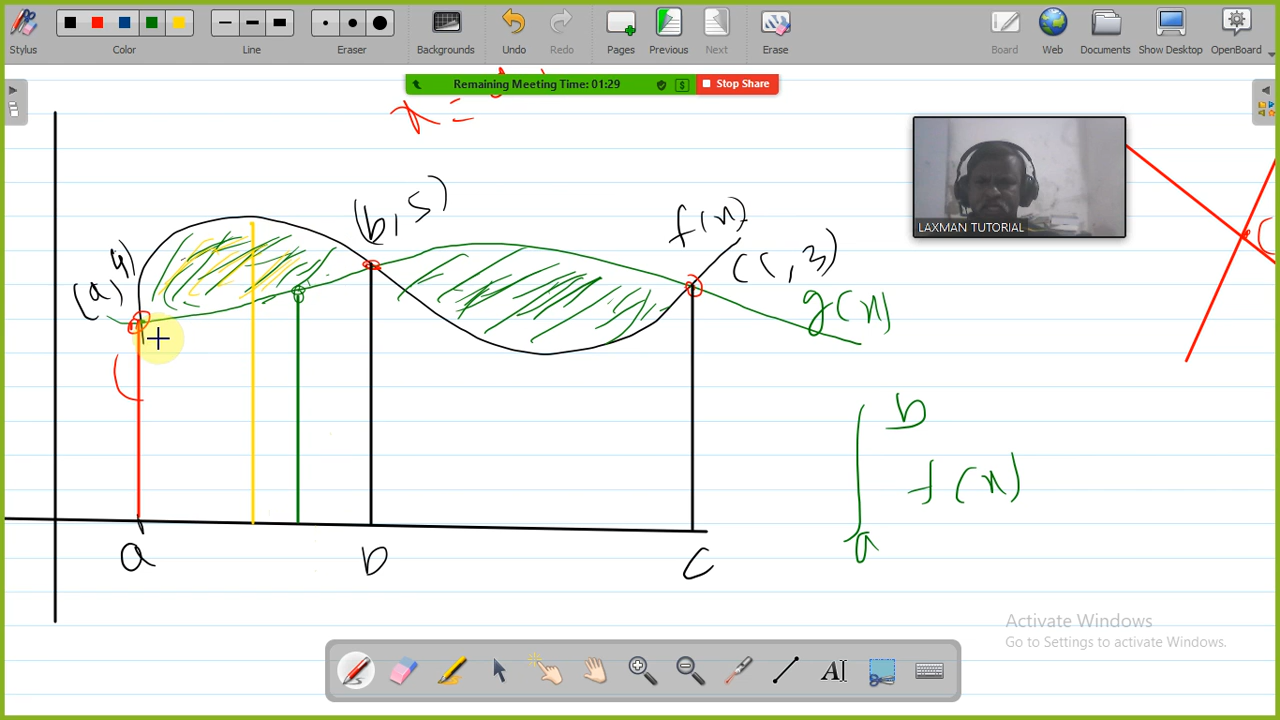 Stylus
Color
Line
Eraser
Backgrounds
Undo
Redo
Pages
Previous
Next
Erase
Board
Web
Documents
Show Desktop
OpenBoard
Remaining Meeting Time: 01:29
Stop Share
x =
LAXMAN TUTORIAL
(b, 5)
f(x)
(c, 3)
(a, 4)
g(x)
b
f(x)
a
a
b
c
Activate Windows
Go to Settings to activate Windows.